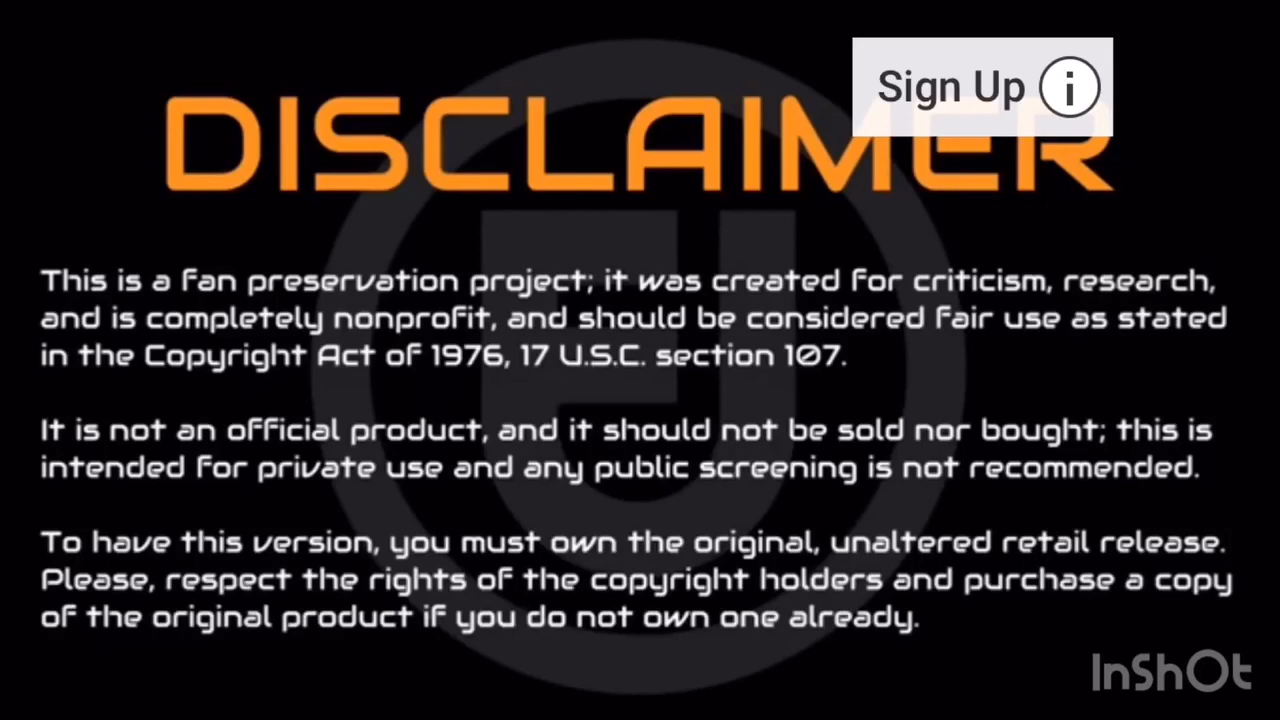 Sign Up i
DISCLAIMER
This is a fan preservation project; it was created for criticism, research,
and is completely nonprofit, and should be considered fair use as stated
in the Copyright Act of 1976, 17 U.S.C. section 107.
It is not an official product, and it should not be sold nor bought; this is
intended for private use and any public screening is not recommended.
To have this version, you must own the original, unaltered retail release.
Please, respect the rights of the copyright holders and purchase a copy
of the original product if you do not own one already.
InShOt